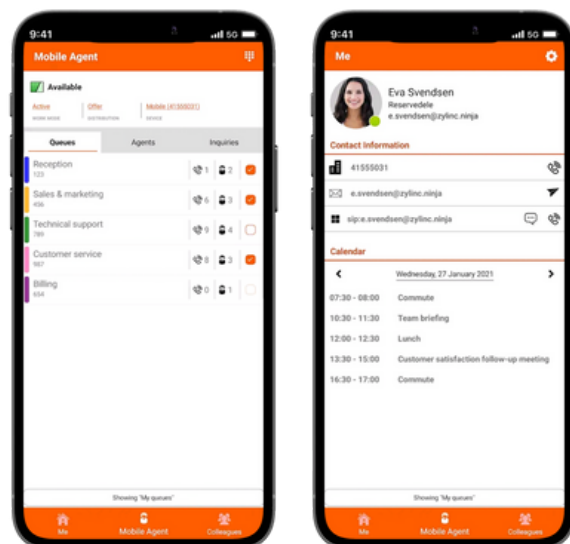 9:41
5G
Mobile Agent
Available
Active
Offer
Mobile (41555031)
WORK MODE
DISTRIBUTION
DEVICE
Queues
Agents
Inquiries
Reception
123
1
2
Sales & marketing
456
6
3
Technical support
789
9
4
Customer service
987
8
3
Billing
654
0
1
Showing "My queues"
Me
Mobile Agent
Colleagues
9:41
5G
Me
Eva Svendsen
Reservedele
e.svendsen@zylinc.ninja
Contact Information
41555031
e.svendsen@zylinc.ninja
sip:e.svendsen@zylinc.ninja
Calendar
Wednesday, 27 January 2021
07:30 - 08:00 Commute
10:30 - 11:30 Team briefing
12:00 - 12:30 Lunch
13:30 - 15:00 Customer satisfaction follow-up meeting
16:30 - 17:00 Commute
Showing "My queues"
Me
Mobile Agent
Colleagues